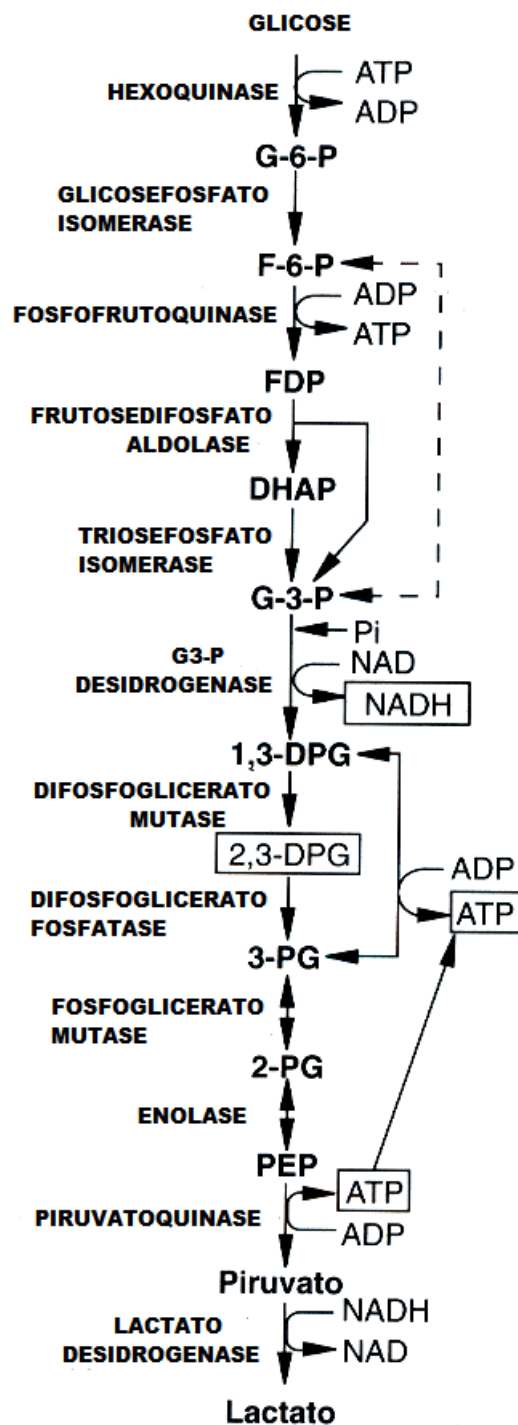 GLICOSE
ATP
HEXOQUINASE
ADP
G-6-P
GLICOSEFOSFATO
ISOMERASE
F-6-P
ADP
FOSFOFRUTOQUINASE
ATP
FDP
FRUTOSEDIFOSFATO
ALDOLASE
DHAP
TRIOSEFOSFATO
ISOMERASE
G-3-P
Pi
G3-P
DESIDROGENASE
NAD
NADH
1,3-DPG
DIFOSFOGLICERATO
MUTASE
2,3-DPG
ADP
ATP
DIFOSFOGLICERATO
FOSFATASE
3-PG
FOSFOGLICERATO
MUTASE
2-PG
ENOLASE
PEP
ATP
PIRUVATOQUINASE
ADP
Piruvato
NADH
LACTATO
DESIDROGENASE
NAD
Lactato